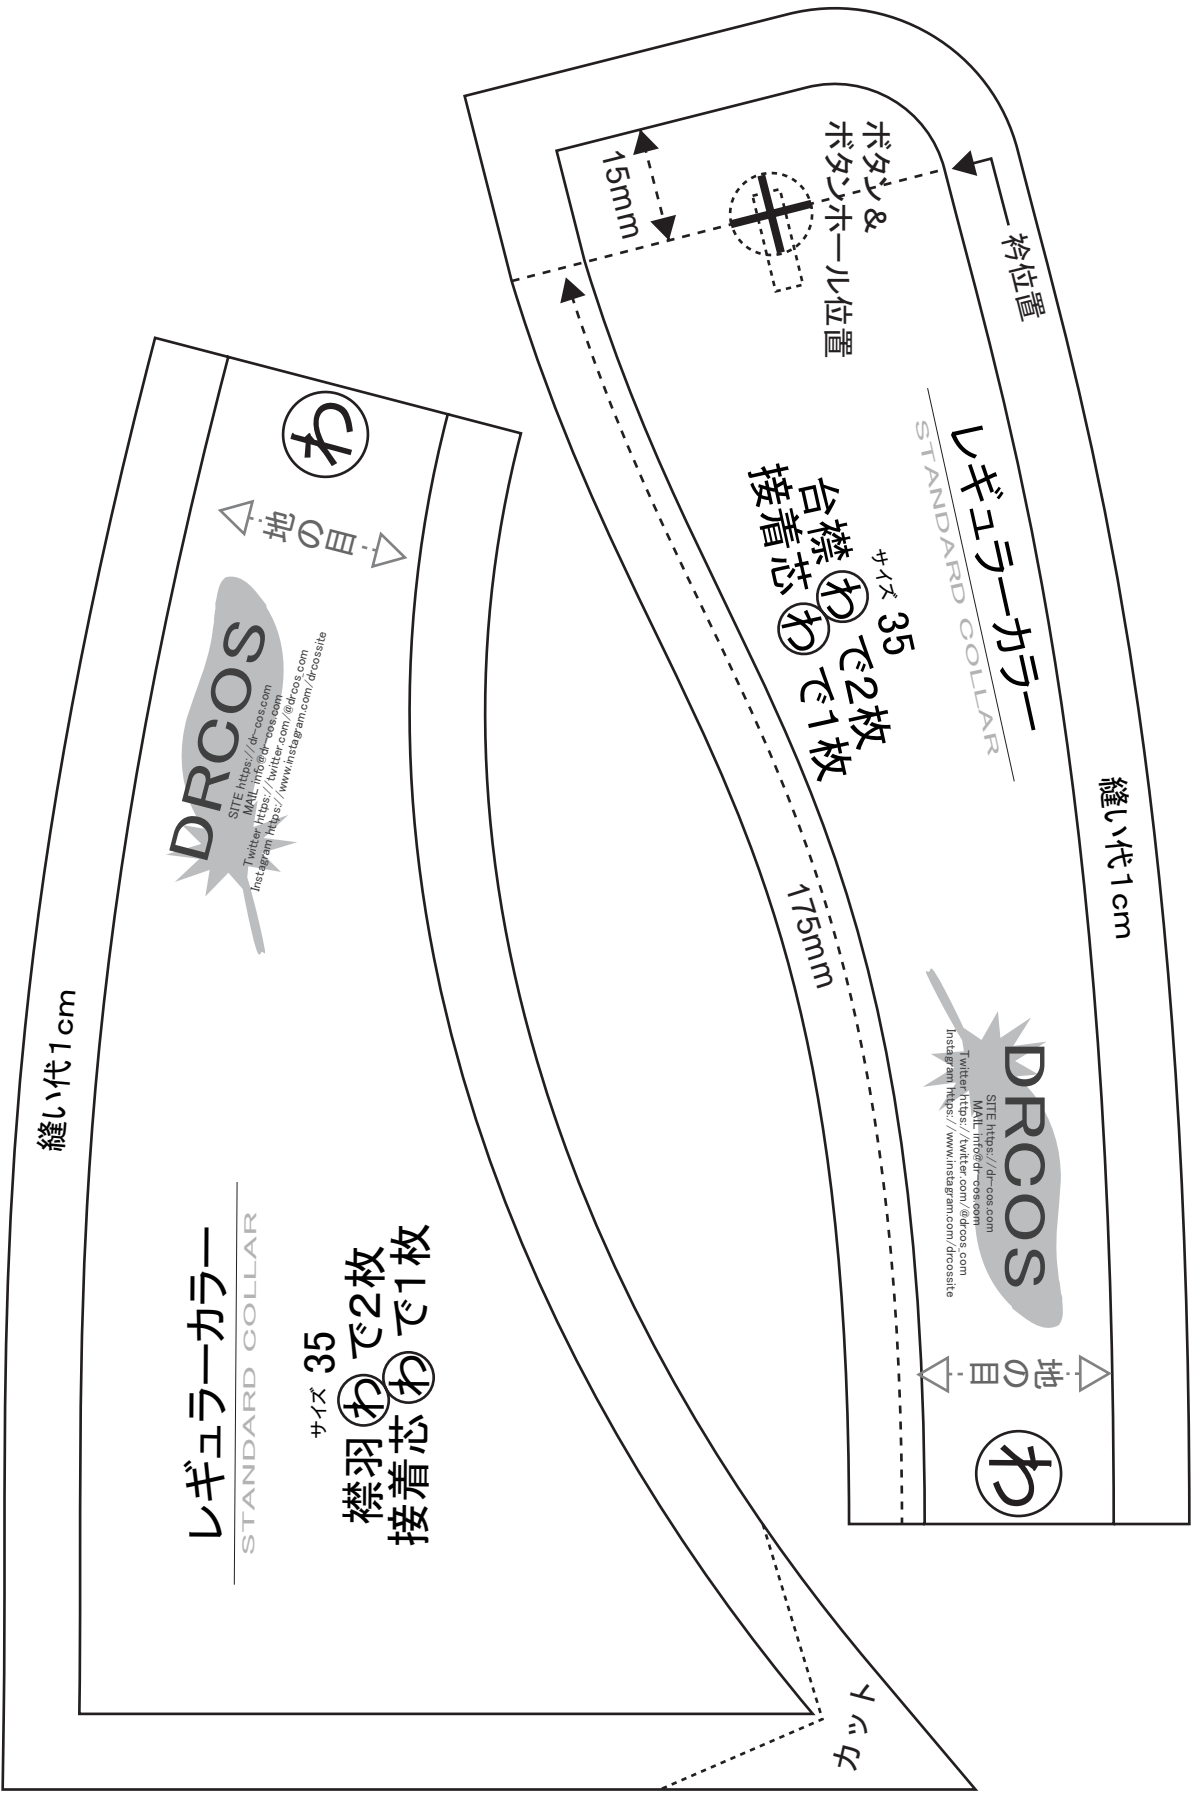 ボタン&
ボタンホール位置
15mm
衿位置
レギュラーカラー
STANDARD COLLAR
サイズ 35
台襟わで2枚
接着芯わで1枚
175mm
縫い代1cm
DRCOS
SITE https://dr-cos.com
MAIL info@dr-cos.com
Twitter https://twitter.com/@drcos_com
Instagram https://www.instagram.com/drcossite
地の目
わ
わ
地の目
DRCOS
SITE https://dr-cos.com
MAIL info@dr-cos.com
Twitter https://twitter.com/@drcos_com
Instagram https://www.instagram.com/drcossite
縫い代1cm
レギュラーカラー
STANDARD COLLAR
サイズ 35
襟羽わで2枚
接着芯わで1枚
カット